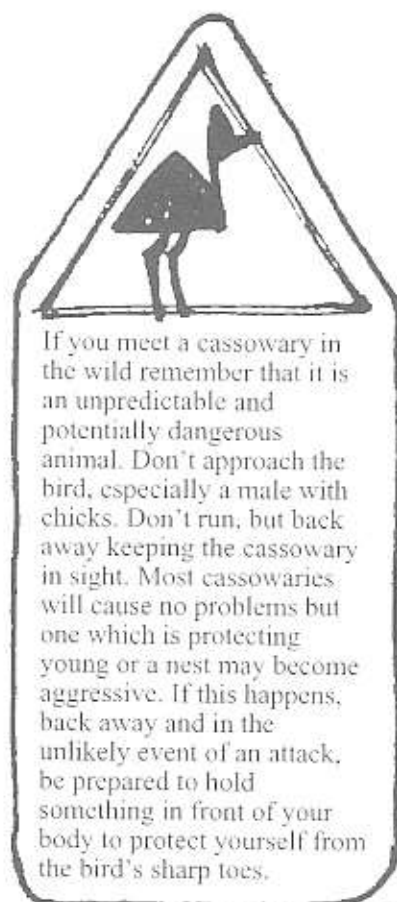 If you meet a cassowary in
the wild remember that it is
an unpredictable and
potentially dangerous
animal. Don't approach the
bird, especially a male with
chicks. Don't run, but back
away keeping the cassowary
in sight. Most cassowaries
will cause no problems but
one which is protecting
young or a nest may become
aggressive. If this happens,
back away and in the
unlikely event of an attack,
be prepared to hold
something in front of your
body to protect yourself from
the bird's sharp toes.